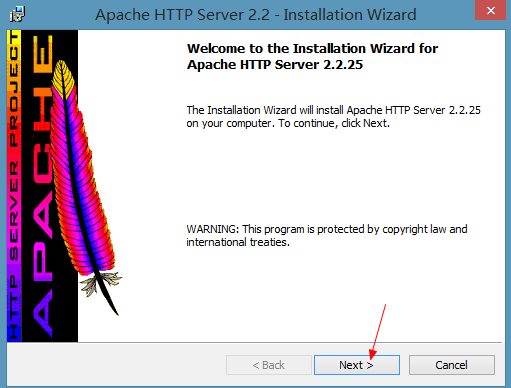 Apache HTTP Server 2.2 - Installation Wizard
HTTP SERVER PROJECT
APACHE
Welcome to the Installation Wizard for
Apache HTTP Server 2.2.25
The Installation Wizard will install Apache HTTP Server 2.2.25
on your computer. To continue, click Next.
WARNING: This program is protected by copyright law and
international treaties.
< Back
Next >
Cancel